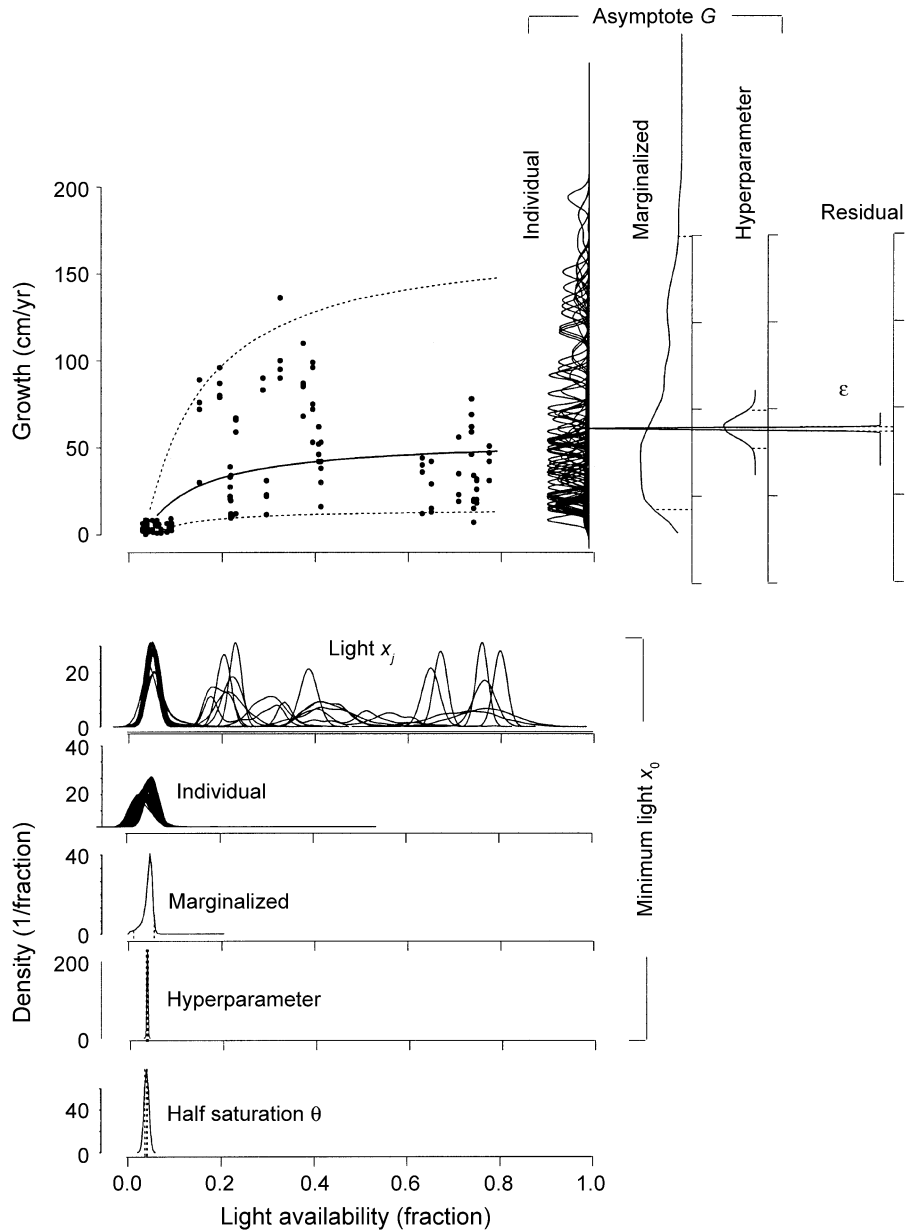 Asymptote G
Individual
Marginalized
Hyperparameter
Residual
ε
Growth (cm/yr)
200
150
100
50
0
Light xj
20
0
40
20
Individual
40
0
Marginalized
200
0
Hyperparameter
40
0
Half saturation θ
Minimum light x0
Density (1/fraction)
0.0 0.2 0.4 0.6 0.8 1.0
Light availability (fraction)